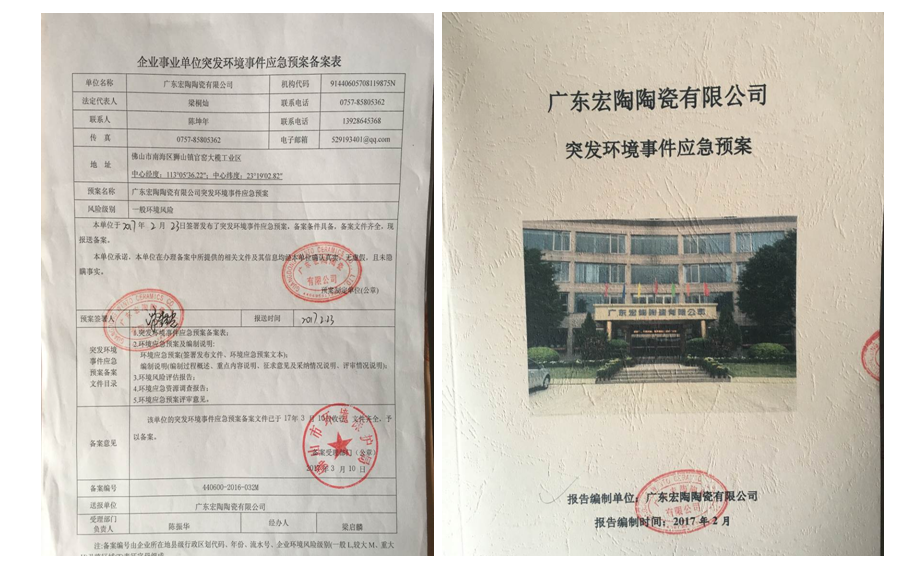 企业事业单位突发环境事件应急预案备案表
单位名称 广东宏陶陶瓷有限公司 机构代码 91440605708119875N
法定代表人 梁桐灿 联系电话 0757-85805362
联系人 陈坤年 联系电话 13928645368
传 真 0757-85805362 电子邮箱 529193401@qq.com
地 址 佛山市南海区狮山镇官窑大榄工业区
中心经度：113°05′36.22″；中心纬度：23°19′02.82″
预案名称 广东宏陶陶瓷有限公司突发环境事件应急预案
风险级别 一般环境风险
本单位于2017年 2 月 23日签署发布了突发环境事件应急预案，备案条件具备，备案文件齐全，现
报送备案。
本单位承诺，本单位在办理备案中所提供的相关文件及其信息均经本单位确认真实，无虚假，且未隐
瞒事实。
预案制定单位(公章)
预案签署人 报送时间 2017.2.23
突发环境
事件应急
预案备案
文件目录
1.突发环境事件应急预案备案表;
2.环境应急预案及编制说明:
环境应急预案(签署发布文件、环境应急预案文本);
编制说明(编制过程概述、重点内容说明、征求意见及采纳情况说明、评审情况说明);
3.环境风险评估报告;
4.环境应急资源调查报告;
5.环境应急预案评审意见。
备案意见
该单位的突发环境事件应急预案备案文件已于 17年 3 月 10日收讫，文件齐全，予
以备案。
备案受理部门（公章）
2017年 3 月 10 日
备案编号 440600-2016-032M
送报单位 广东宏陶陶瓷有限公司
受理部门
负责人 陈振华 经办人 梁启麟
注:备案编号由企业所在地县级行政区划代码、年份、流水号、企业环境风险级别(一般 L,较大 M、重大
广东宏陶陶瓷有限公司
突发环境事件应急预案
广东宏陶陶瓷有限公司
报告编制单位：广东宏陶陶瓷有限公司
报告编制时间：2017 年 2 月